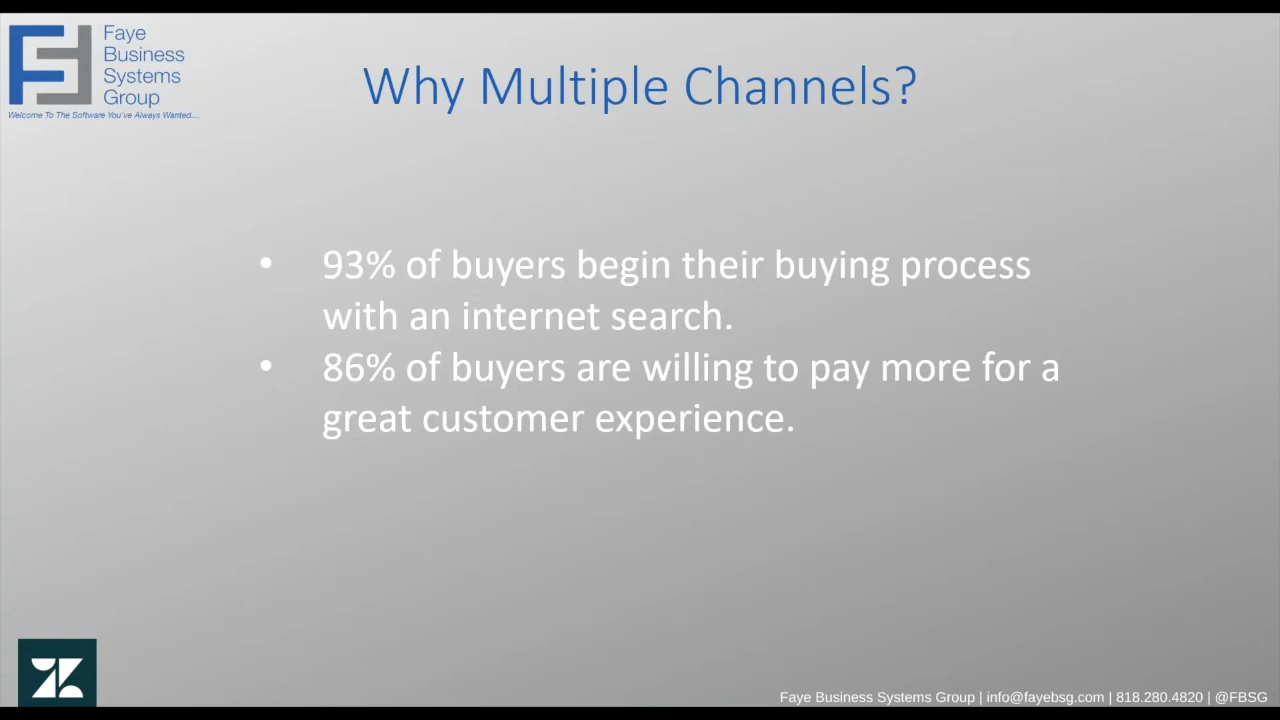 Faye
Business
Systems
Group
Welcome To The Software You've Always Wanted....
Why Multiple Channels?
• 93% of buyers begin their buying process
with an internet search.
• 86% of buyers are willing to pay more for a
great customer experience.
Faye Business Systems Group | info@fayebsg.com | 818.280.4820 | @FBSG